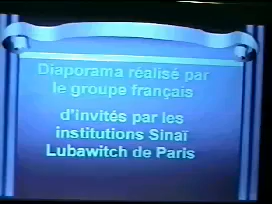 Diaporama réalisé par
le groupe français
d'invités par les
institutions Sinaï
Lubawitch de Paris